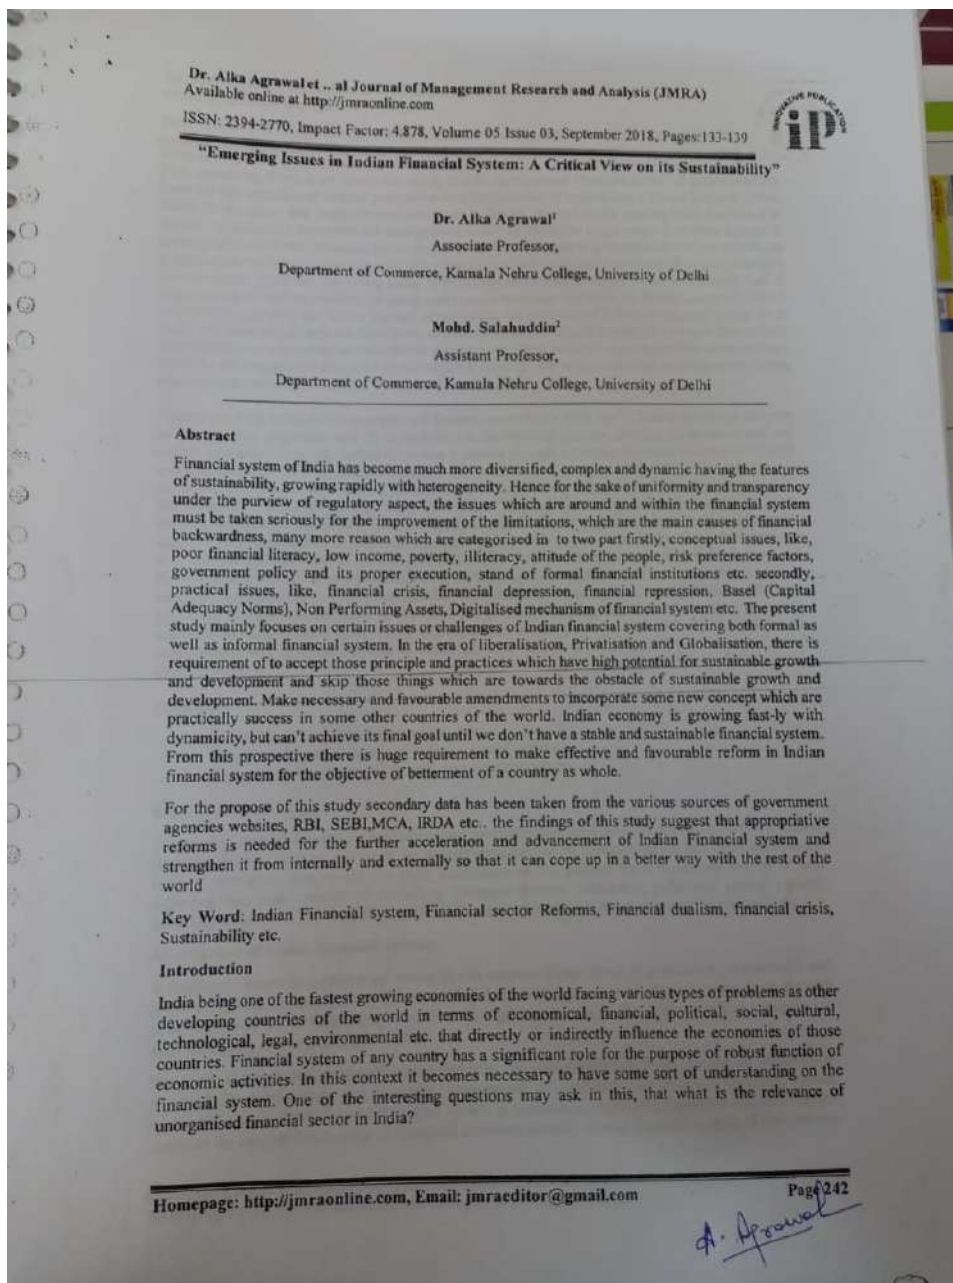 Dr. Alka Agrawal et .. al Journal of Management Research and Analysis (JMRA)
Available online at http://jmraonline.com
ISSN: 2394-2770, Impact Factor: 4.878, Volume 05 Issue 03, September 2018, Pages:133-139
INNOVATIVE PUBLICATION
iP
“Emerging Issues in Indian Financial System: A Critical View on its Sustainability”
Dr. Alka Agrawal1
Associate Professor,
Department of Commerce, Kamala Nehru College, University of Delhi
Mohd. Salahuddin2
Assistant Professor,
Department of Commerce, Kamala Nehru College, University of Delhi
Abstract
Financial system of India has become much more diversified, complex and dynamic having the features
of sustainability, growing rapidly with heterogeneity. Hence for the sake of uniformity and transparency
under the purview of regulatory aspect, the issues which are around and within the financial system
must be taken seriously for the improvement of the limitations, which are the main causes of financial
backwardness, many more reason which are categorised in to two part firstly, conceptual issues, like,
poor financial literacy, low income, poverty, illiteracy, attitude of the people, risk preference factors,
government policy and its proper execution, stand of formal financial institutions etc. secondly,
practical issues, like, financial crisis, financial depression, financial repression, Basel (Capital
Adequacy Norms), Non Performing Assets, Digitalised mechanism of financial system etc. The present
study mainly focuses on certain issues or challenges of Indian financial system covering both formal as
well as informal financial system. In the era of liberalisation, Privatisation and Globalisation, there is
requirement of to accept those principle and practices which have high potential for sustainable growth
and development and skip those things which are towards the obstacle of sustainable growth and
development. Make necessary and favourable amendments to incorporate some new concept which are
practically success in some other countries of the world. Indian economy is growing fast-ly with
dynamicity, but can’t achieve its final goal until we don’t have a stable and sustainable financial system.
From this prospective there is huge requirement to make effective and favourable reform in Indian
financial system for the objective of betterment of a country as whole.
For the propose of this study secondary data has been taken from the various sources of government
agencies websites, RBI, SEBI,MCA, IRDA etc.. the findings of this study suggest that appropriative
reforms is needed for the further acceleration and advancement of Indian Financial system and
strengthen it from internally and externally so that it can cope up in a better way with the rest of the
world
Key Word: Indian Financial system, Financial sector Reforms, Financial dualism, financial crisis,
Sustainability etc.
Introduction
India being one of the fastest growing economies of the world facing various types of problems as other
developing countries of the world in terms of economical, financial, political, social, cultural,
technological, legal, environmental etc. that directly or indirectly influence the economies of those
countries. Financial system of any country has a significant role for the purpose of robust function of
economic activities. In this context it becomes necessary to have some sort of understanding on the
financial system. One of the interesting questions may ask in this, that what is the relevance of
unorganised financial sector in India?
Homepage: http://jmraonline.com, Email: jmraeditor@gmail.com Page 242
A. Agrawal